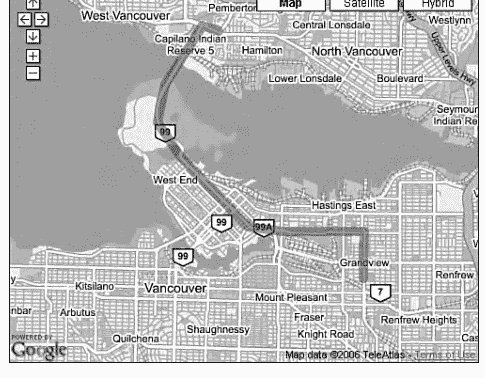 Pemberton
Map
Satellite
Hybrid
West Vancouver
Central Lonsdale
Westlynn
Capilano Indian
Reserve 5
Hamilton
North Vancouver
Upper Levels Hwy
Lower Lonsdale
Boulevard
Seymour
Indian Re
99
West End
Hastings East
99
99A
99
Grandview
Kitsilano
Vancouver
7
Renfrew
Mount Pleasant
nbar
Arbutus
Fraser
Renfrew Heights
Shaughnessy
Knight Road
Quilchena
Cas
POWERED BY
Google
Map data ©2006 TeleAtlas - Terms of Use